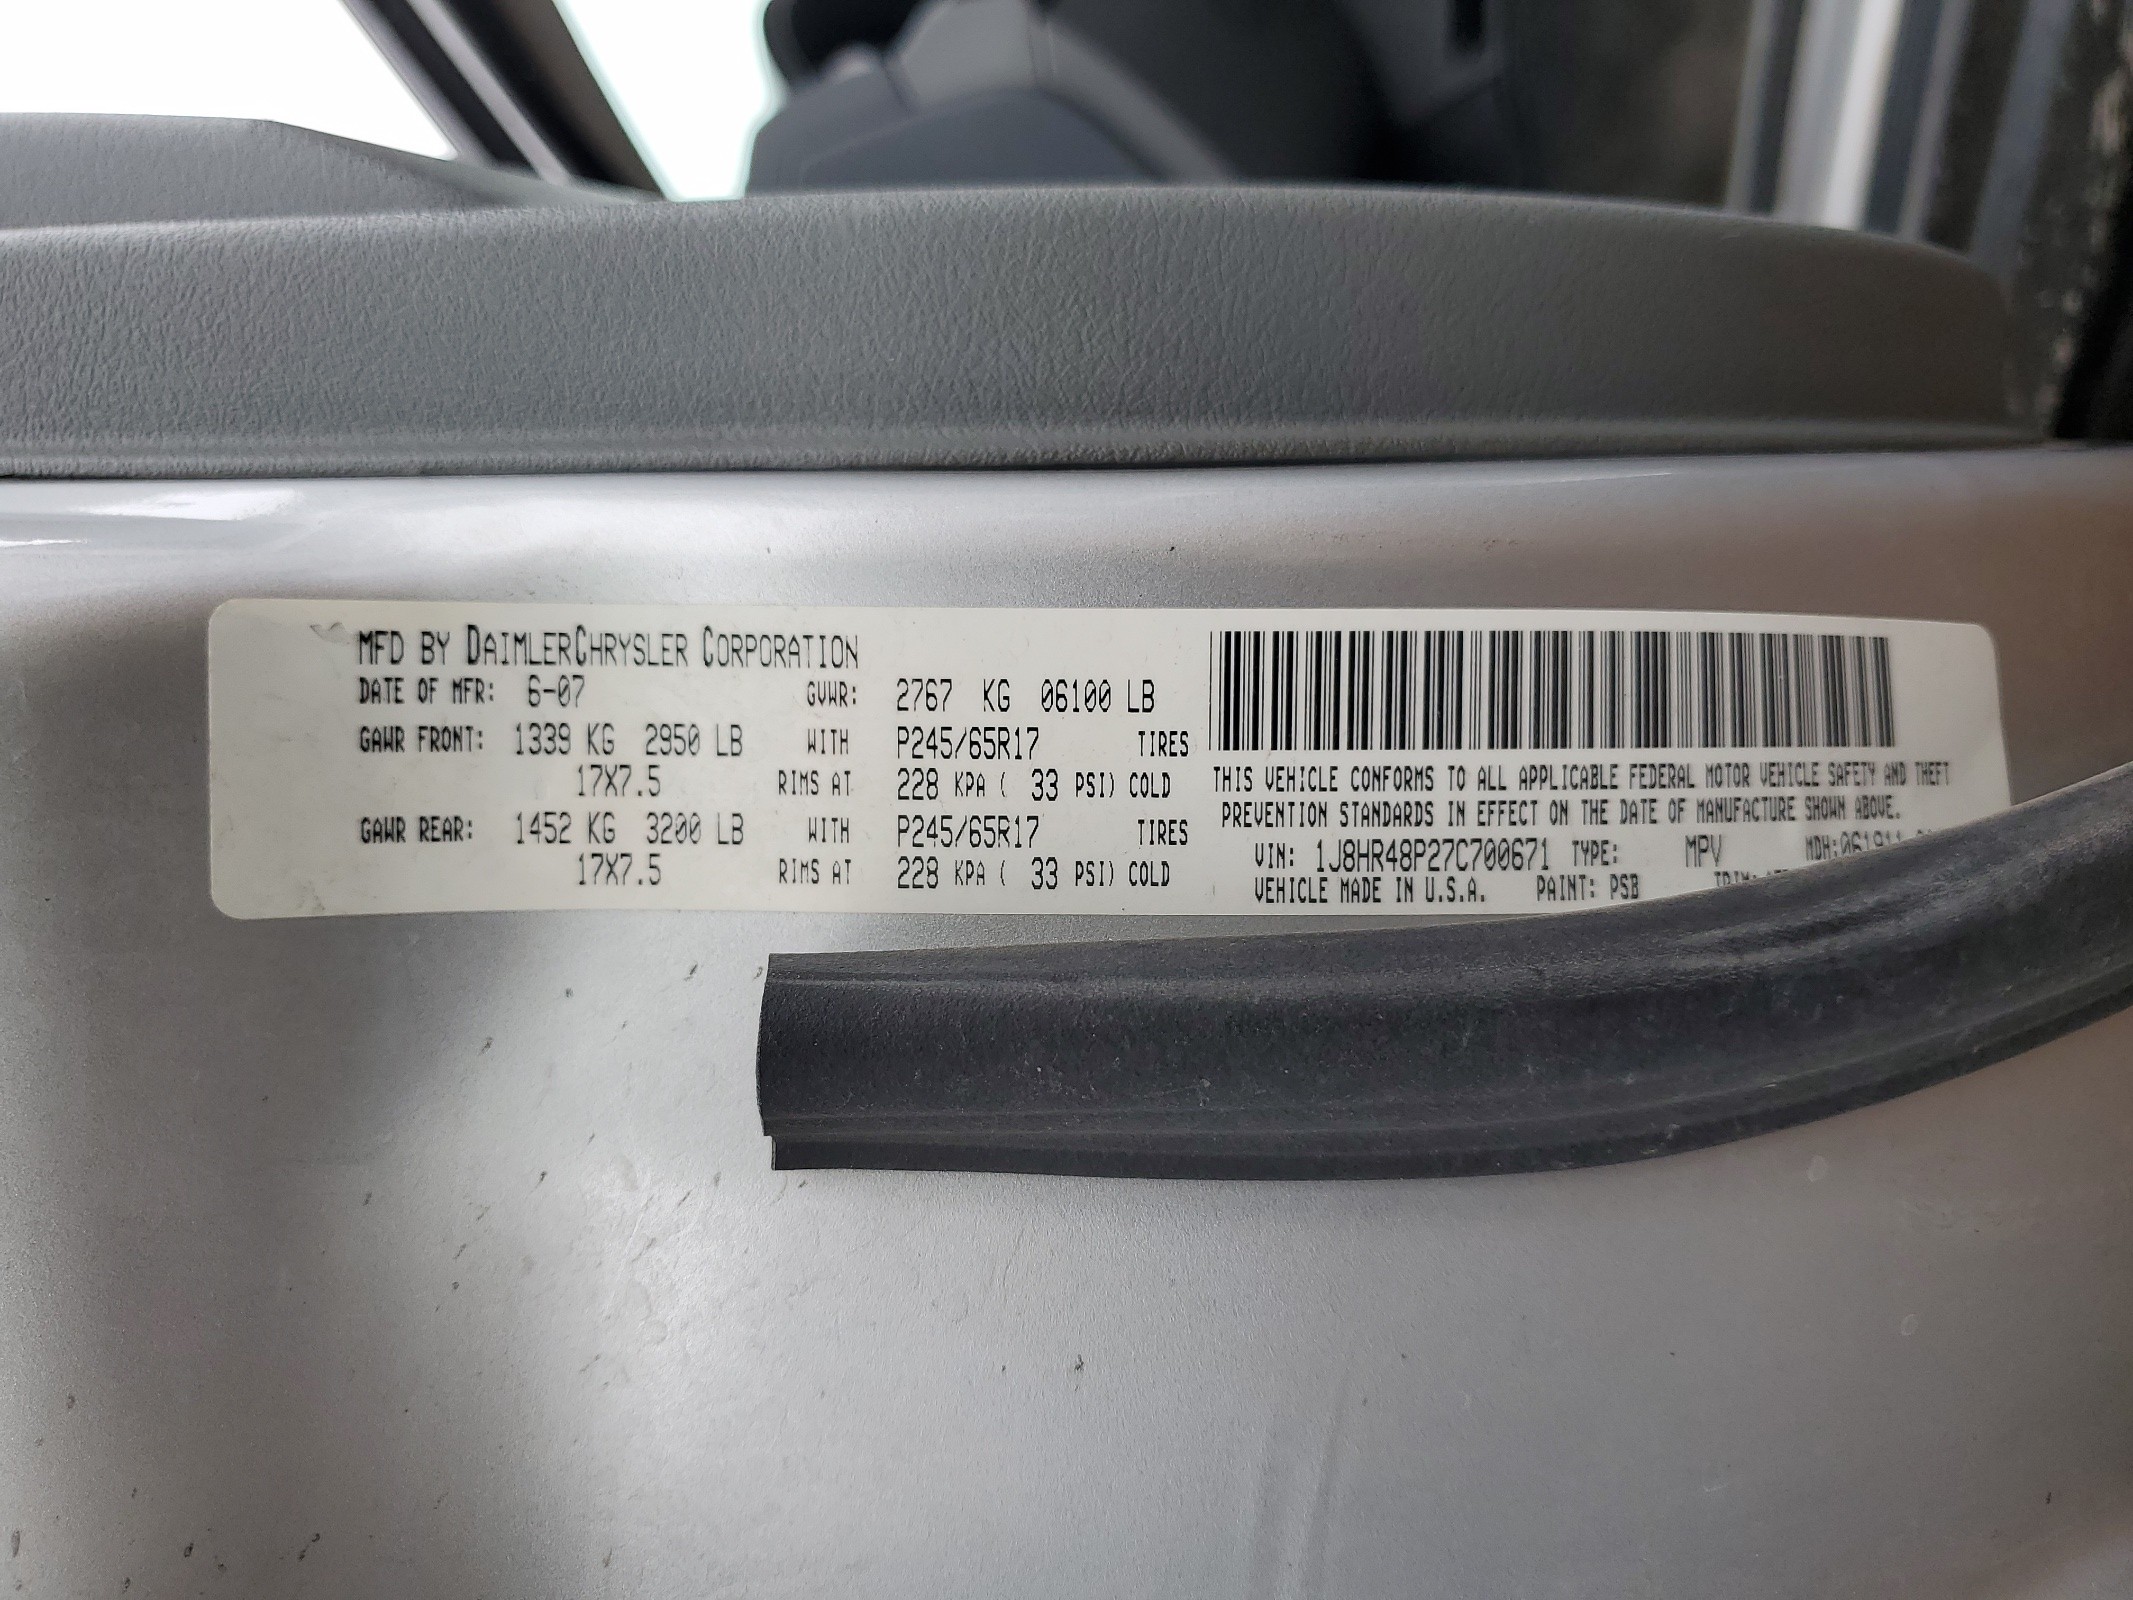 MFD BY DAIMLERCHRYSLER CORPORATION
DATE OF MFR: 6-07 GVWR: 2767 KG 06100 LB
GAWR FRONT: 1339 KG 2950 LB WITH P245/65R17 TIRES
17X7.5 RIMS AT 228 KPA ( 33 PSI) COLD
GAWR REAR: 1452 KG 3200 LB WITH P245/65R17 TIRES
17X7.5 RIMS AT 228 KPA ( 33 PSI) COLD
THIS VEHICLE CONFORMS TO ALL APPLICABLE FEDERAL MOTOR VEHICLE SAFETY AND THEFT
PREVENTION STANDARDS IN EFFECT ON THE DATE OF MANUFACTURE SHOWN ABOVE.
VIN: 1J8HR48P27C700671 TYPE: MPV MDH:
VEHICLE MADE IN U.S.A. PAINT: PSB